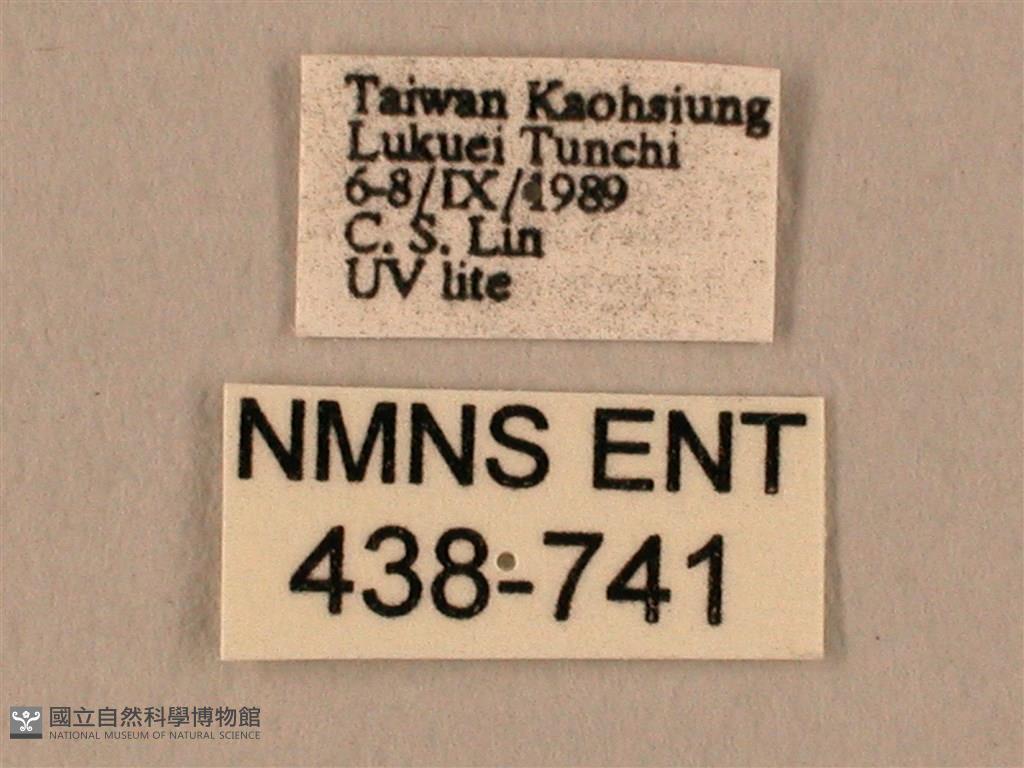 Taiwan Kaohsiung
Lukuei Tunchi
6-8/IX/1989
C. S. Lin
UV lite
NMNS ENT
438-741
國立自然科學博物館
NATIONAL MUSEUM OF NATURAL SCIENCE